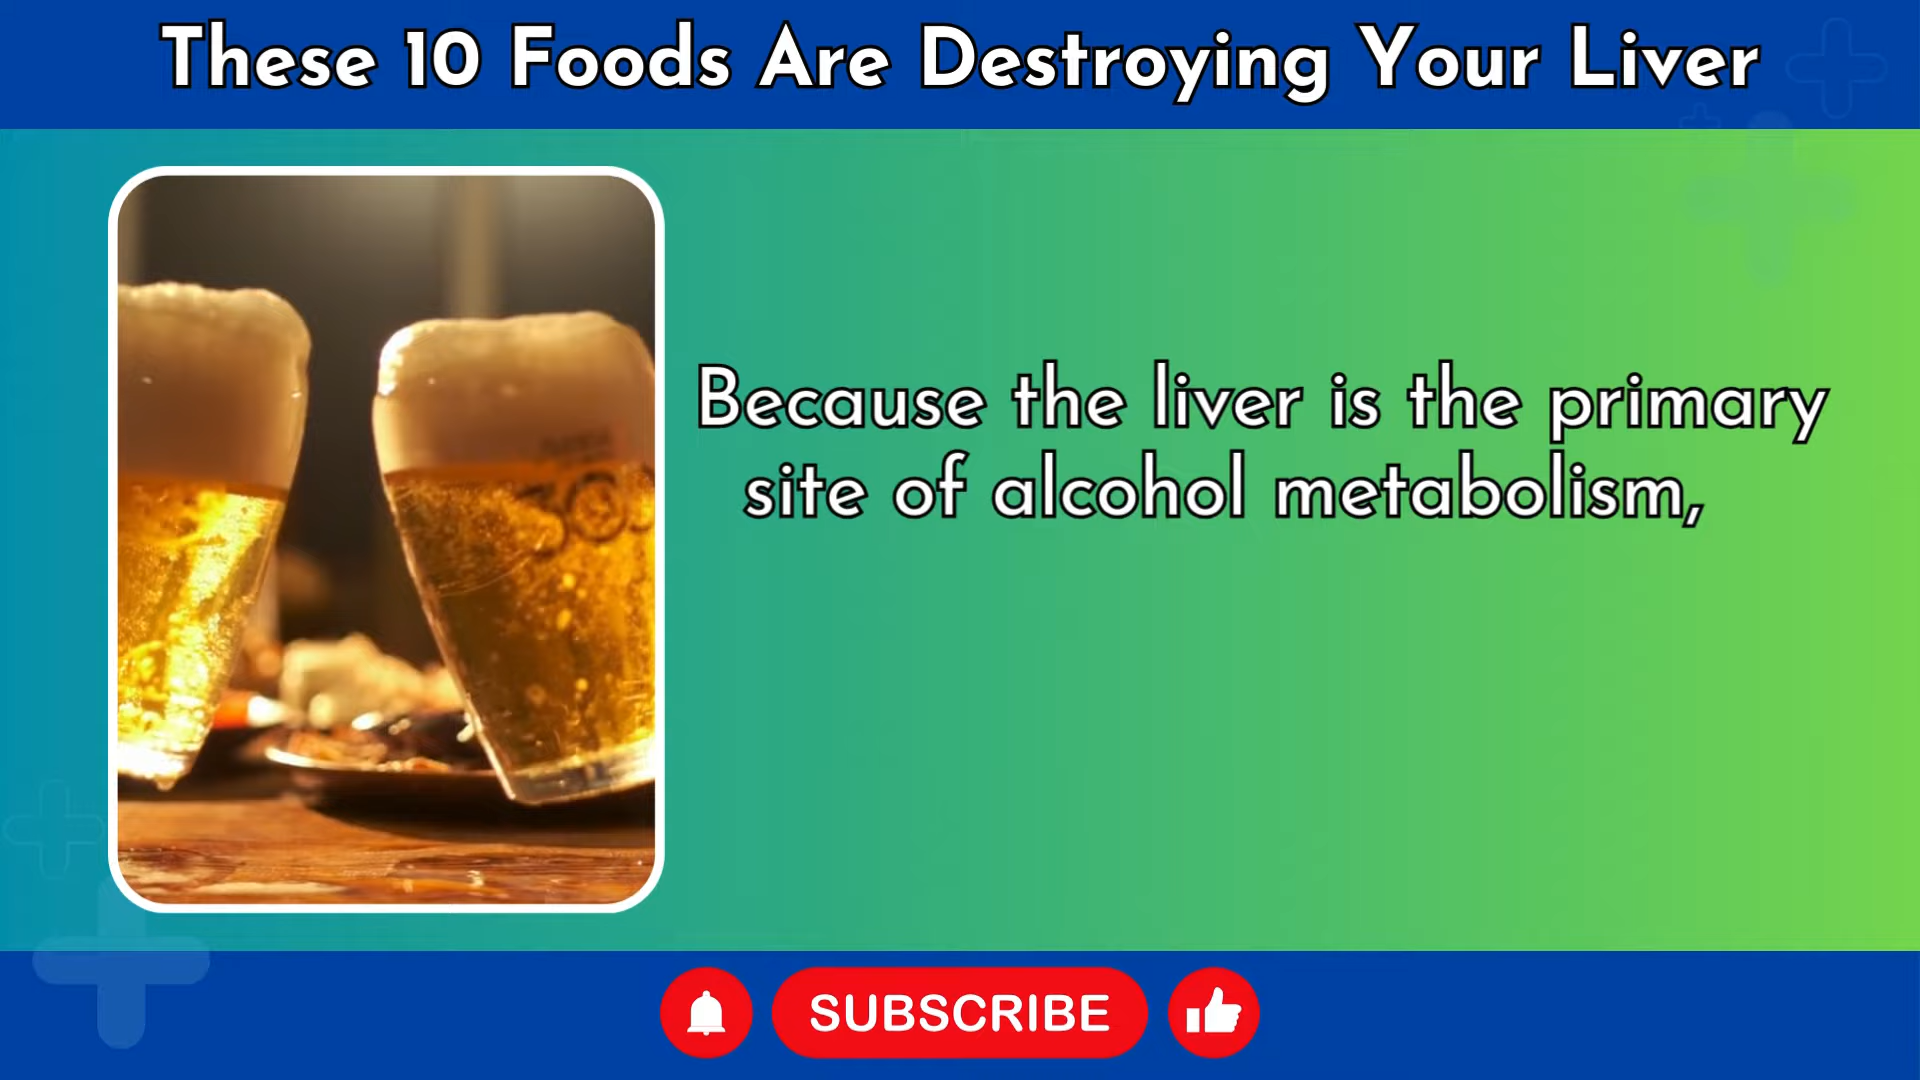 These 10 Foods Are Destroying Your Liver
Because the liver is the primary
site of alcohol metabolism,
SUBSCRIBE